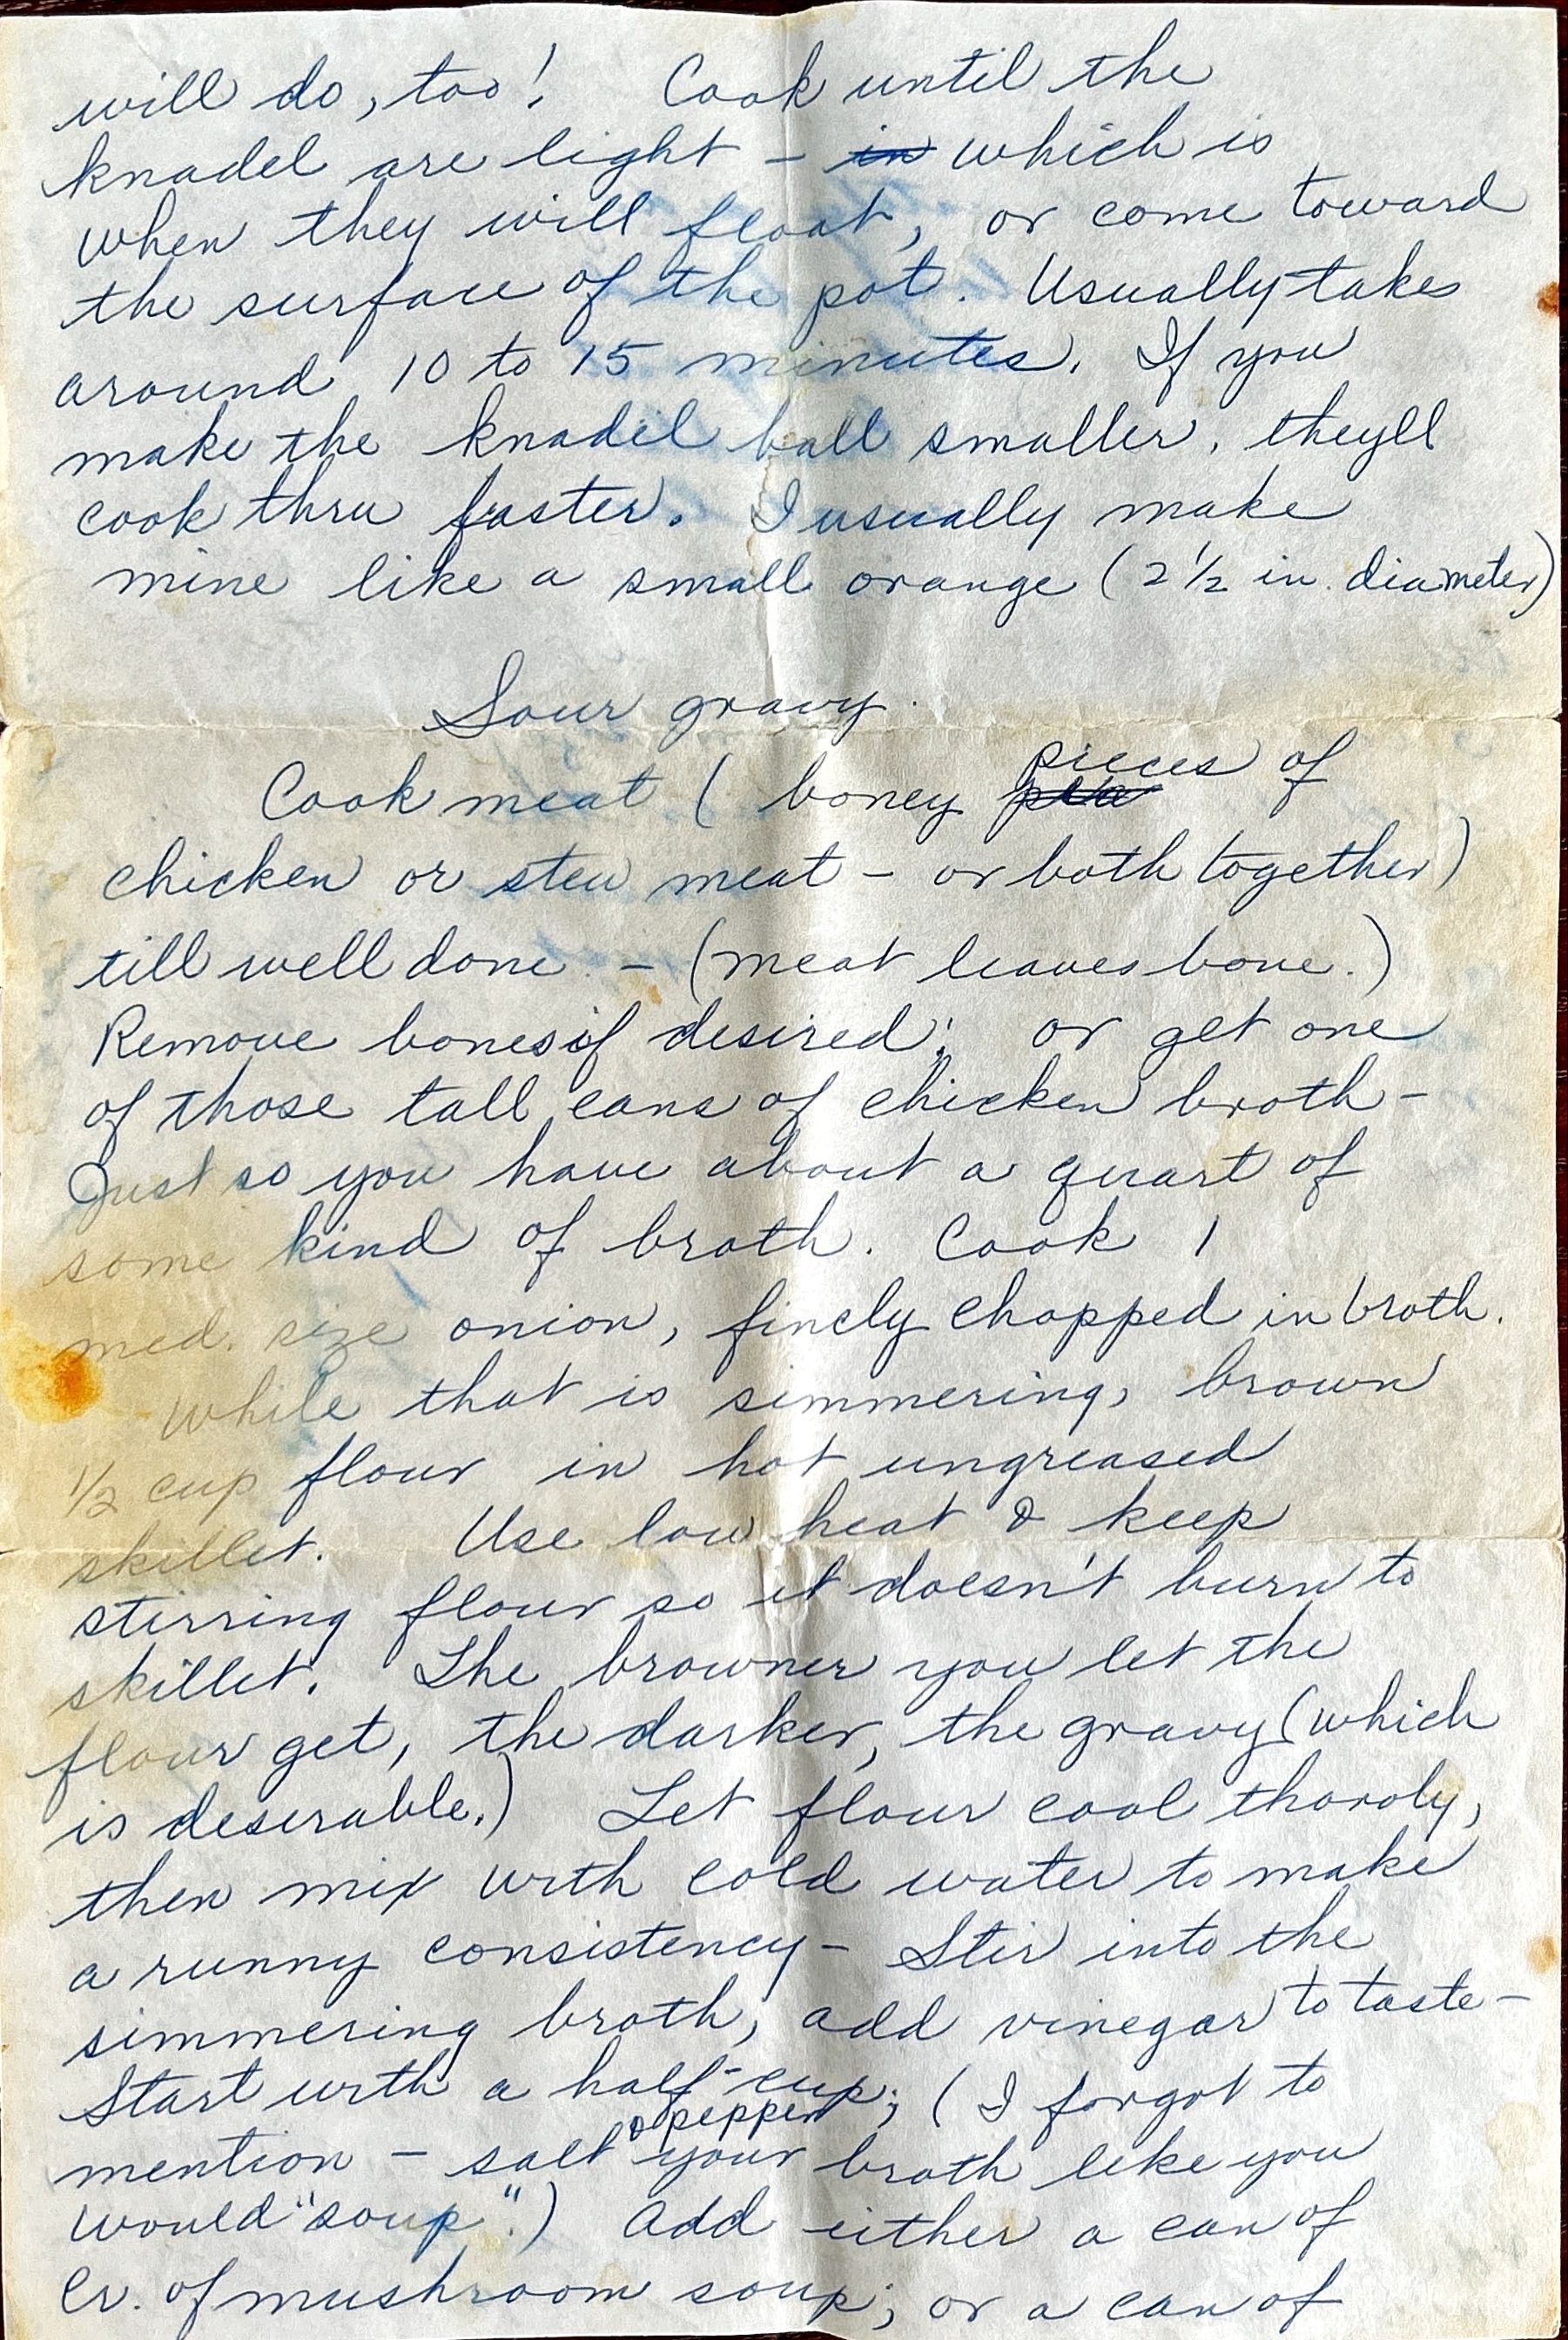 will do, too! Cook until the
knadel are light - in which is
when they will float, or come toward
the surface of the pot. Usually takes
around 10 to 15 minutes. If you
make the knadel ball smaller, theyll
cook thru faster. I usually make
mine like a small orange (2 1/2 in. diameter)
Sour gravy.
Cook meat ( boney pieces of
chicken or stew meat - or both together)
till well done - (meat leaves bone.)
Remove bones if desired; or get one
of those tall cans of chicken broth -
Just so you have about a quart of
some kind of broth. Cook 1
med. size onion, finely chopped in broth.
While that is simmering, brown
1/2 cup flour in hot ungreased
skillet. Use low heat & keep
stirring flour so it doesn't burn to
skillet. The browner you let the
flour get, the darker, the gravy (which
is deserable.) Let flour cool thoroly,
then mix with cold water to make
a runny consistency - Stir into the
simmering broth, add vinegar to taste -
Start with a half-cup; (I forgot to
mention - salt & pepper your broth like you
would "soup".) Add either a can of
Cr. of mushroom soup; or a can of